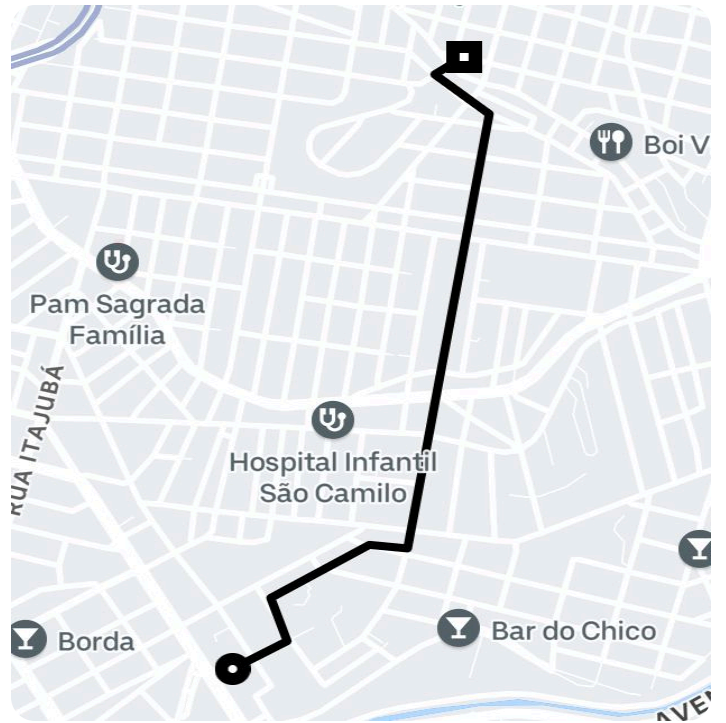 Boi V
Pam Sagrada
Família
RUA ITAJUBÁ
Hospital Infantil
São Camilo
Borda
Bar do Chico
AVEN